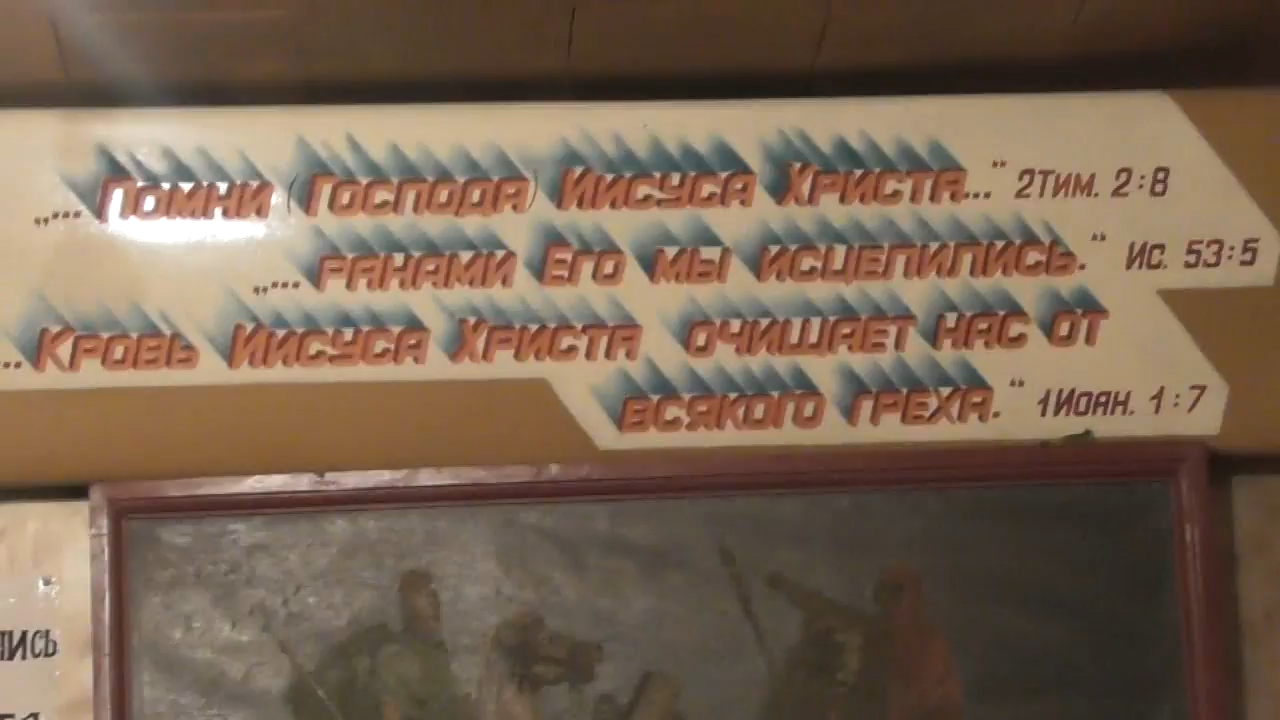 „... Помни (Господа) Иисуса Христа..." 2Тим. 2:8
„... ранами Его мы исцелились." Ис. 53:5
... Кровь Иисуса Христа очищает нас от
всякого греха." 1Иоан. 1:7